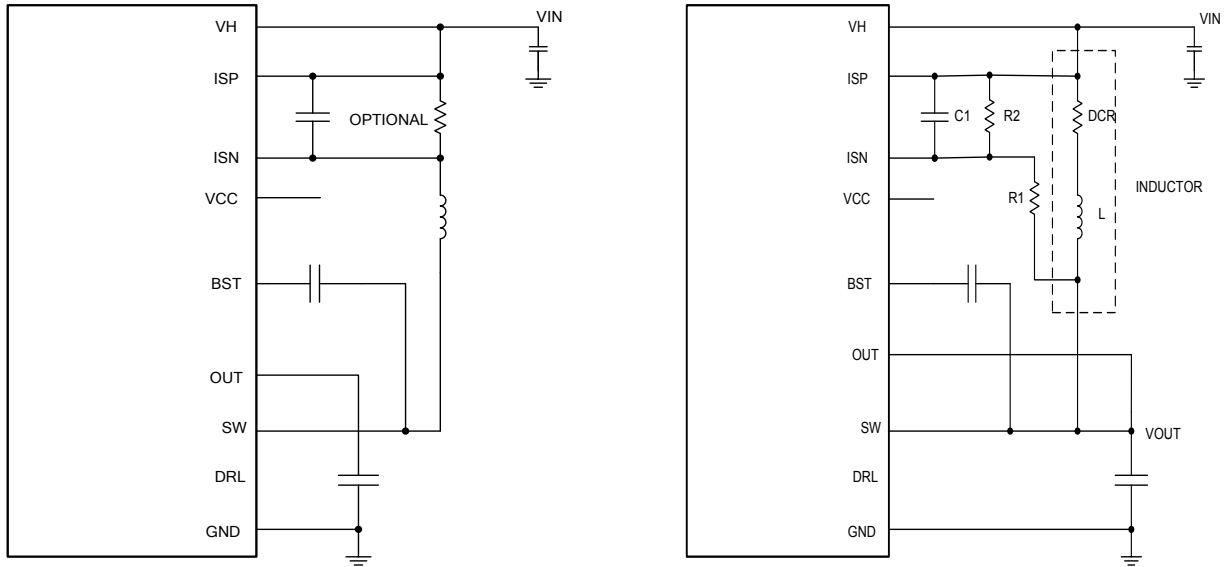 VH
VIN
ISP
OPTIONAL
ISN
VCC
BST
OUT
SW
DRL
GND
VH
VIN
ISP
C1
R2
DCR
ISN
VCC
R1
INDUCTOR
L
BST
OUT
SW
VOUT
DRL
GND